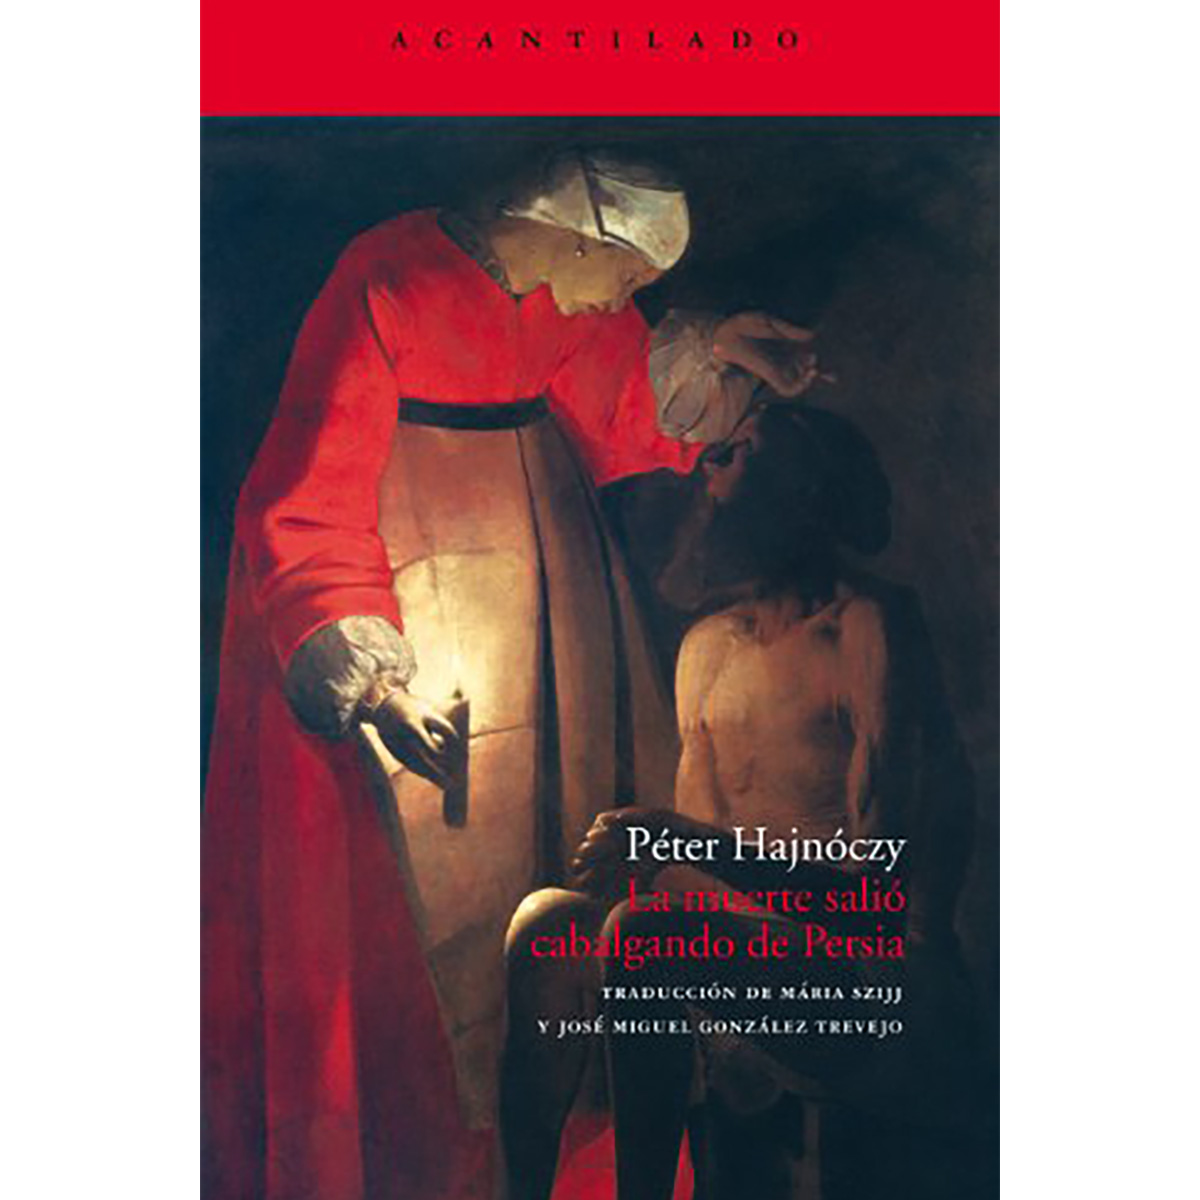 ACANTILADO
Péter Hajnóczy
La muerte salió
cabalgando de Persia
TRADUCCIÓN DE MÁRIA SZIJJ
Y JOSÉ MIGUEL GONZÁLEZ TREVEJO